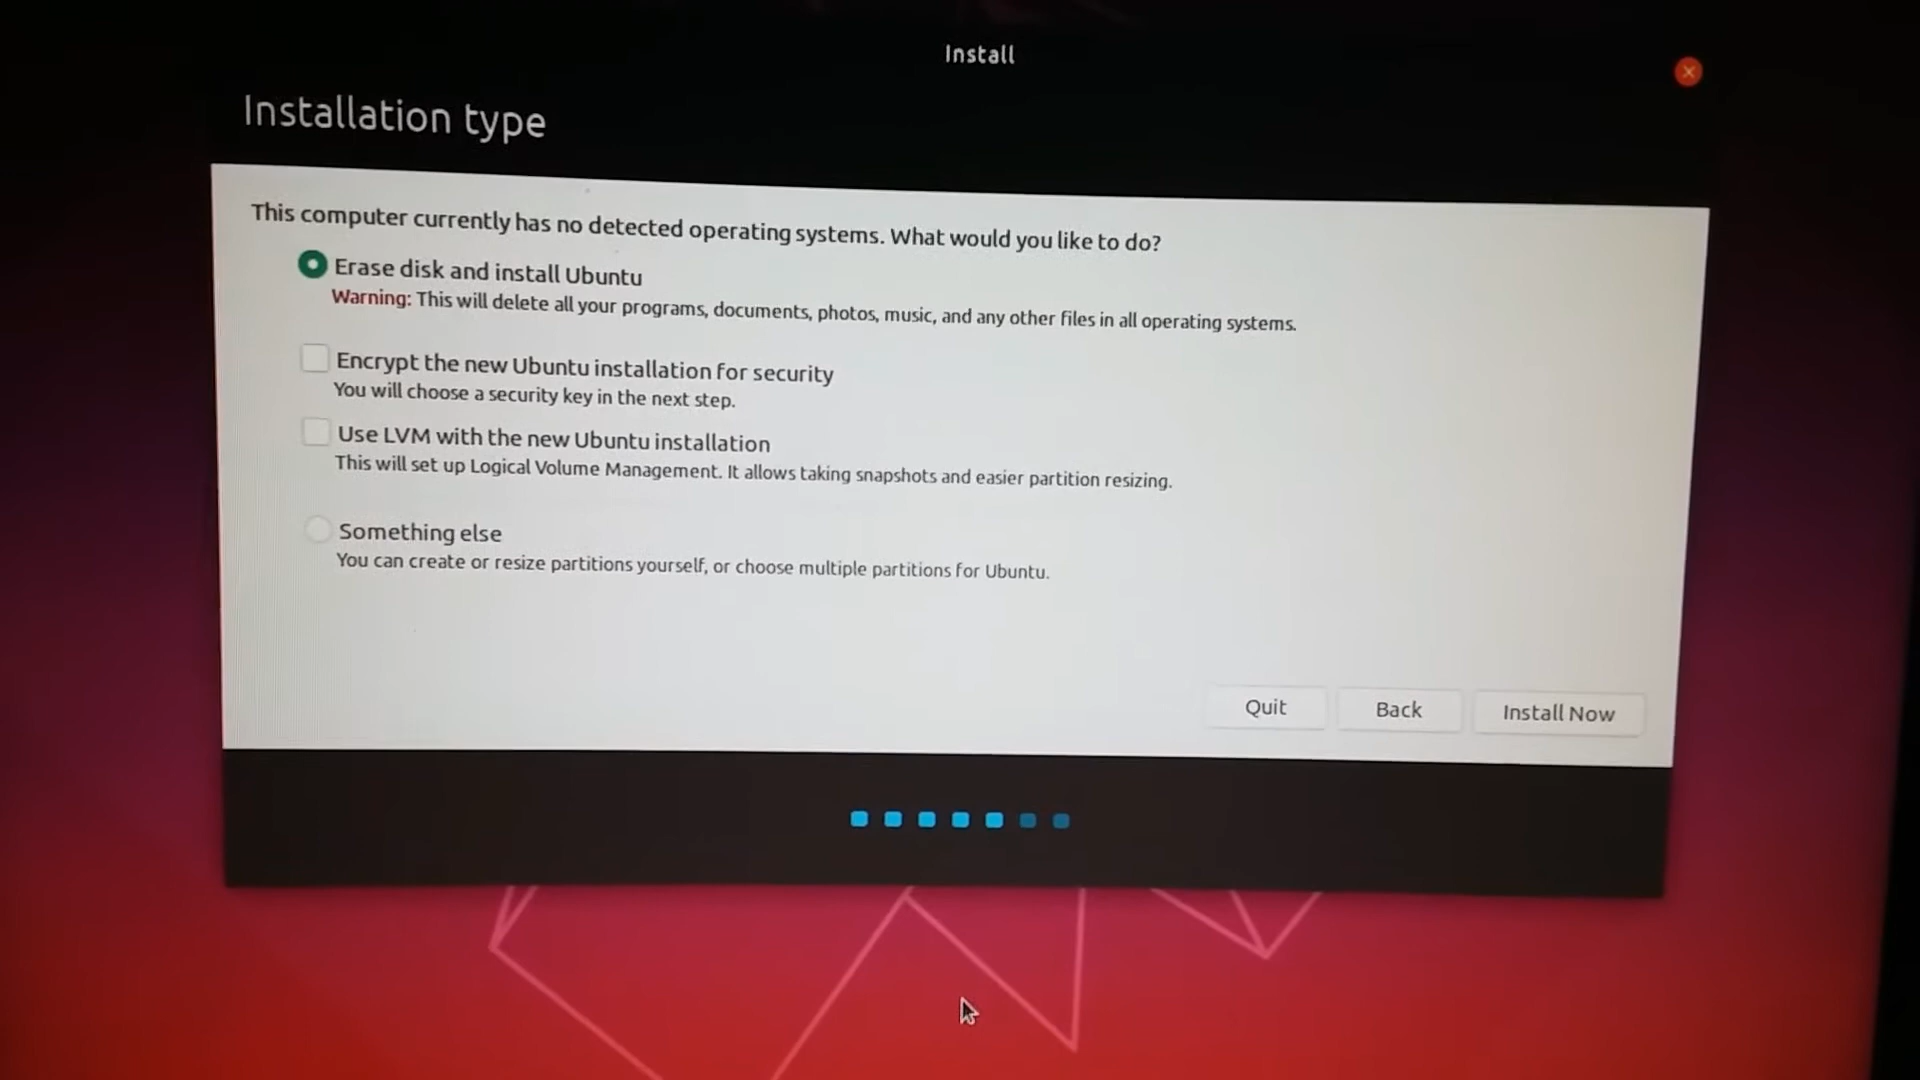 Install
Installation type
This computer currently has no detected operating systems. What would you like to do?
Erase disk and install Ubuntu
Warning: This will delete all your programs, documents, photos, music, and any other files in all operating systems.
Encrypt the new Ubuntu installation for security
You will choose a security key in the next step.
Use LVM with the new Ubuntu installation
This will set up Logical Volume Management. It allows taking snapshots and easier partition resizing.
Something else
You can create or resize partitions yourself, or choose multiple partitions for Ubuntu.
Quit
Back
Install Now